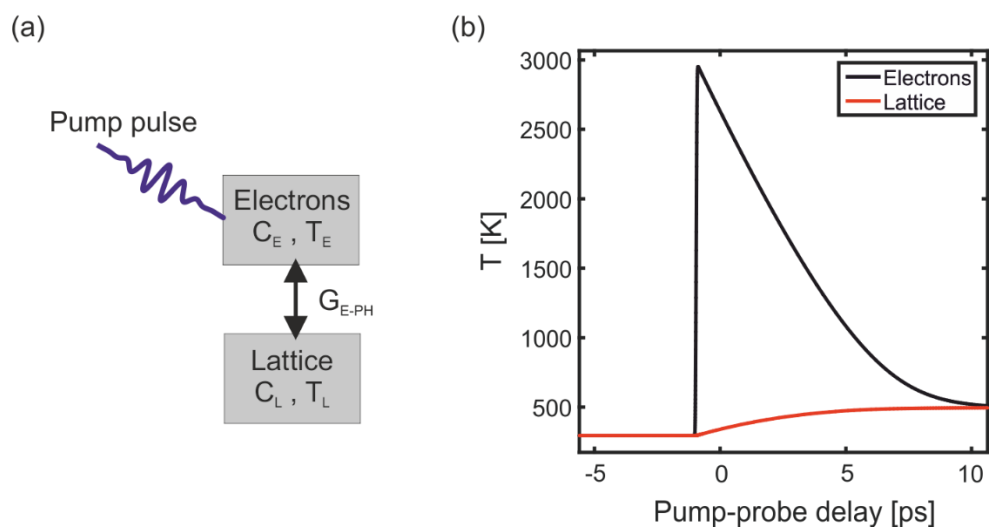 (a)
Pump pulse
Electrons
C_E , T_E
G_E-PH
Lattice
C_L , T_L
(b)
T [K]
3000
2500
2000
1500
1000
500
Electrons
Lattice
-5
0
5
10
Pump-probe delay [ps]